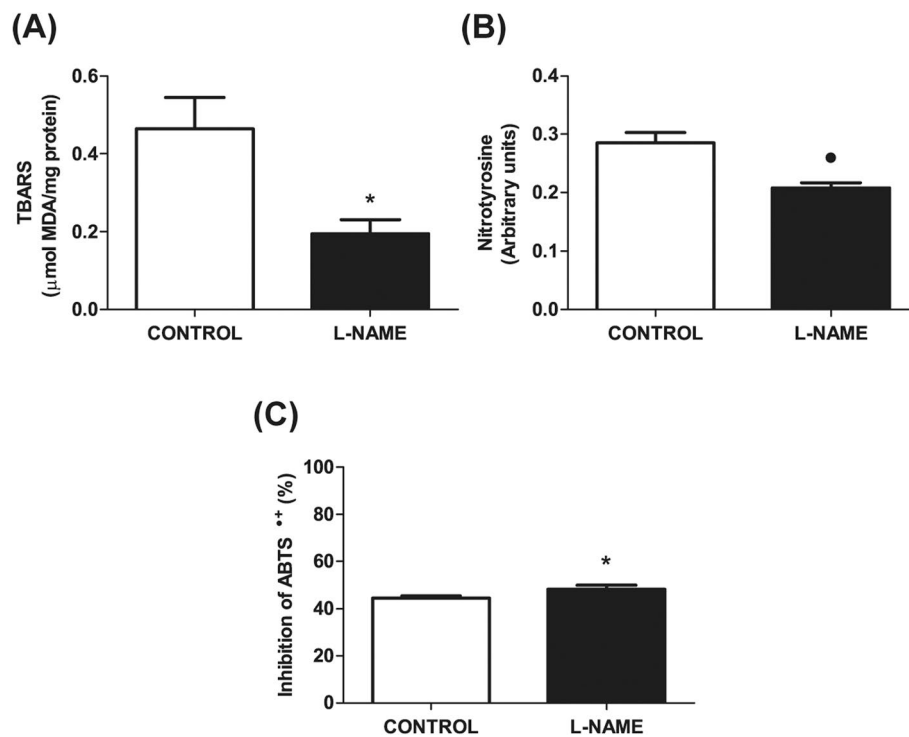 (A)
TBARS
(μmol MDA/mg protein)
0.6
0.4
0.2
0.0
*
CONTROL
L-NAME
(B)
Nitrotyrosine
(Arbitrary units)
0.4
0.3
0.2
0.1
0.0
•
CONTROL
L-NAME
(C)
Inhibition of ABTS •+ (%)
100
80
60
40
20
0
*
CONTROL
L-NAME